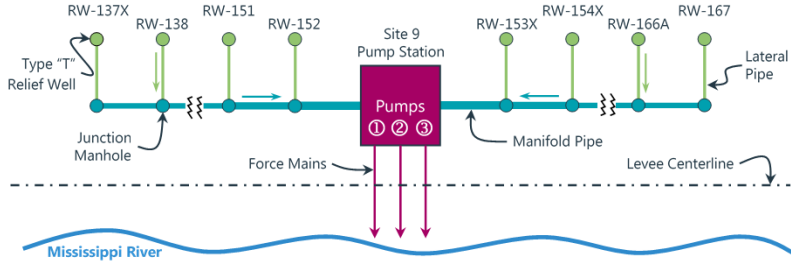 RW-137X
RW-138
RW-151
RW-152
RW-153X
RW-154X
RW-166A
RW-167
Site 9
Pump Station
Type “T”
Relief Well
Lateral
Pipe
Pumps
① ② ③
Junction
Manhole
Manifold Pipe
Force Mains
Levee Centerline
Mississippi River